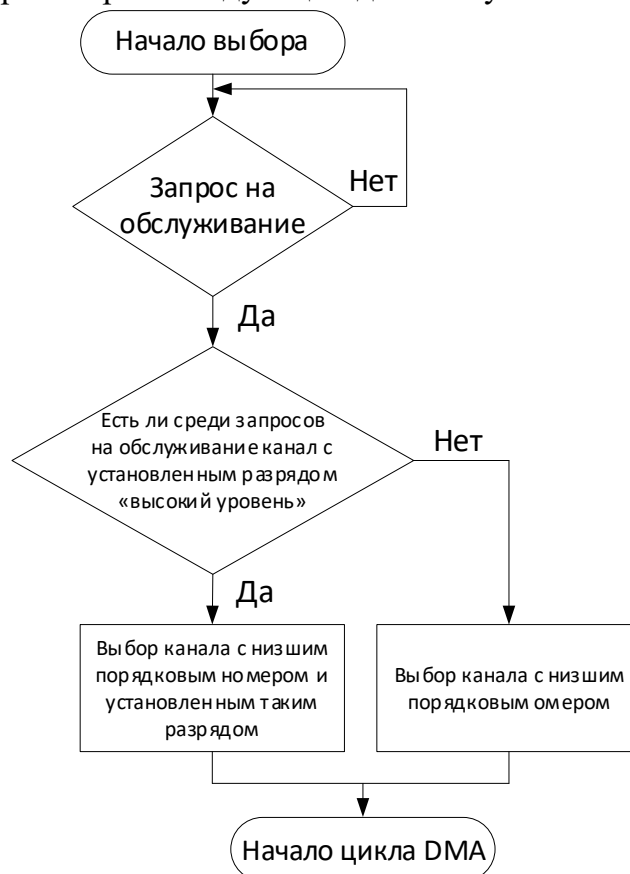 Начало выбора
Запрос на
обслуживание
Нет
Да
Есть ли среди запросов
на обслуживание канал с
установленным разрядом
«высокий уровень»
Нет
Да
Выбор канала с низшим
порядковым номером и
установленным таким
разрядом
Выбор канала с низшим
порядковым омером
Начало цикла DMA